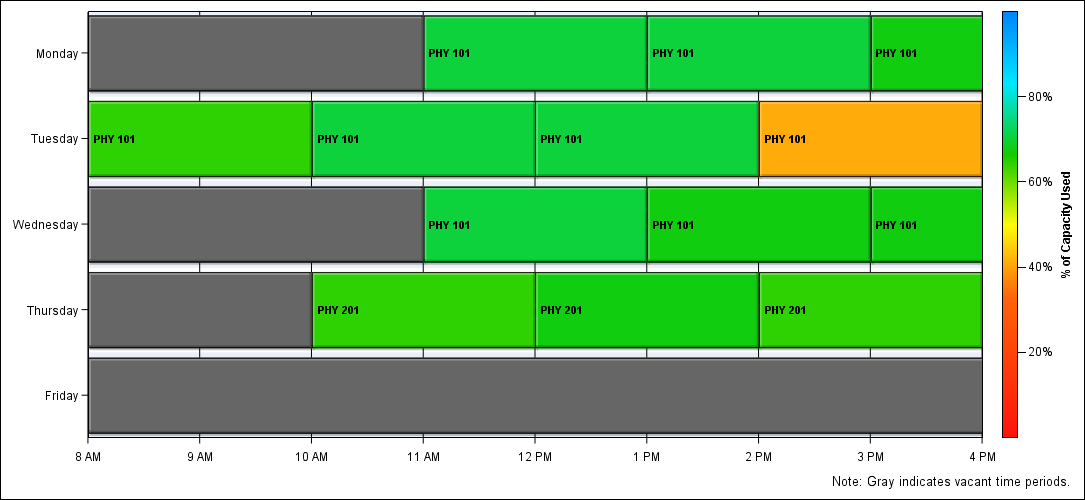 Monday
PHY 101
PHY 101
PHY 101
Tuesday
PHY 101
PHY 101
PHY 101
PHY 101
Wednesday
PHY 101
PHY 101
PHY 101
Thursday
PHY 201
PHY 201
PHY 201
Friday
8 AM
9 AM
10 AM
11 AM
12 PM
1 PM
2 PM
3 PM
4 PM
80%
60%
40%
20%
% of Capacity Used
Note: Gray indicates vacant time periods.